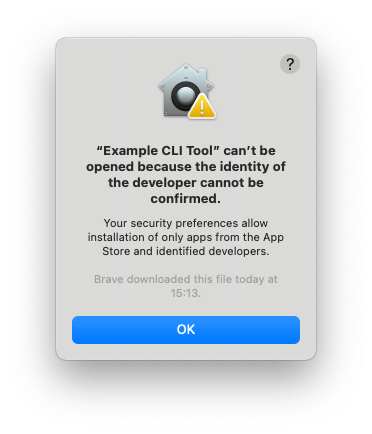 ?
“Example CLI Tool” can’t be
opened because the identity of
the developer cannot be
confirmed.
Your security preferences allow
installation of only apps from the App
Store and identified developers.
Brave downloaded this file today at
15:13.
OK